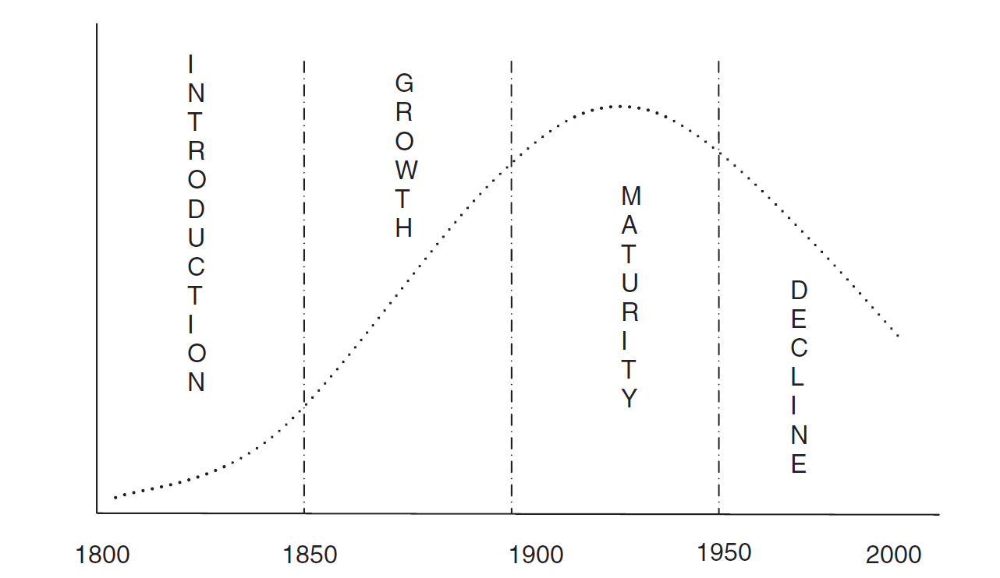 INTRODUCTION
GROWTH
MATURITY
DECLINE
1800
1850
1900
1950
2000